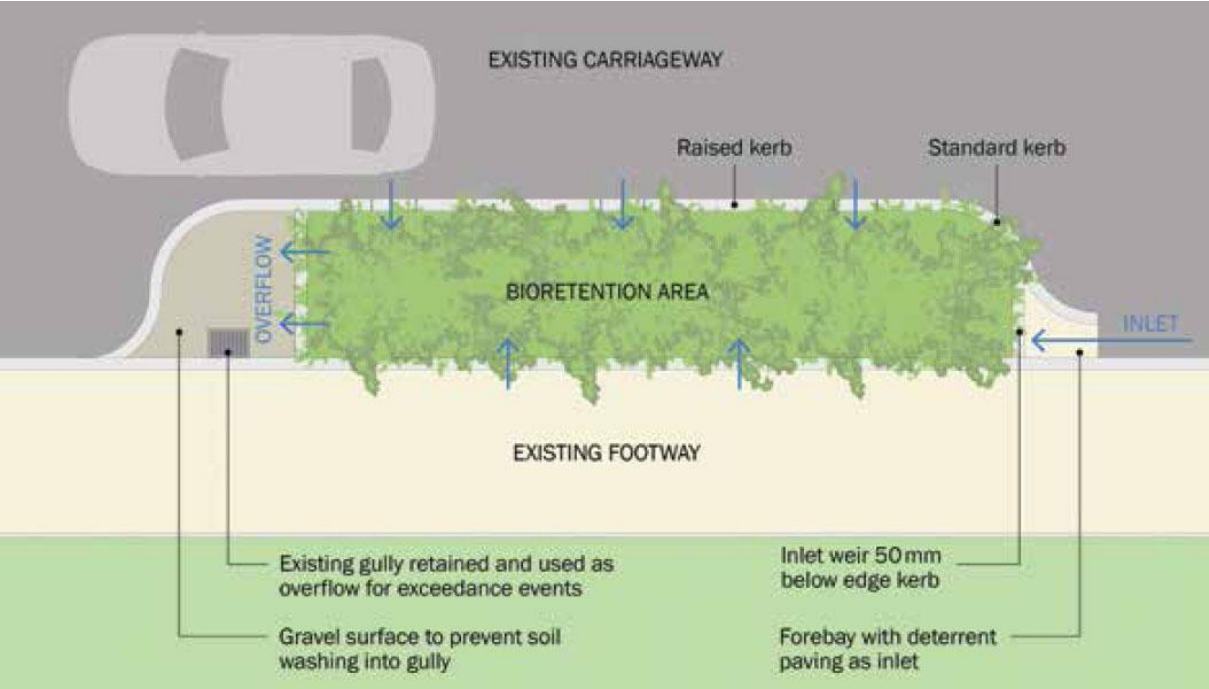 EXISTING CARRIAGEWAY
Raised kerb
Standard kerb
OVERFLOW
BIORETENTION AREA
INLET
EXISTING FOOTWAY
Existing gully retained and used as
overflow for exceedance events
Inlet weir 50 mm
below edge kerb
Gravel surface to prevent soil
washing into gully
Forebay with deterrent
paving as inlet